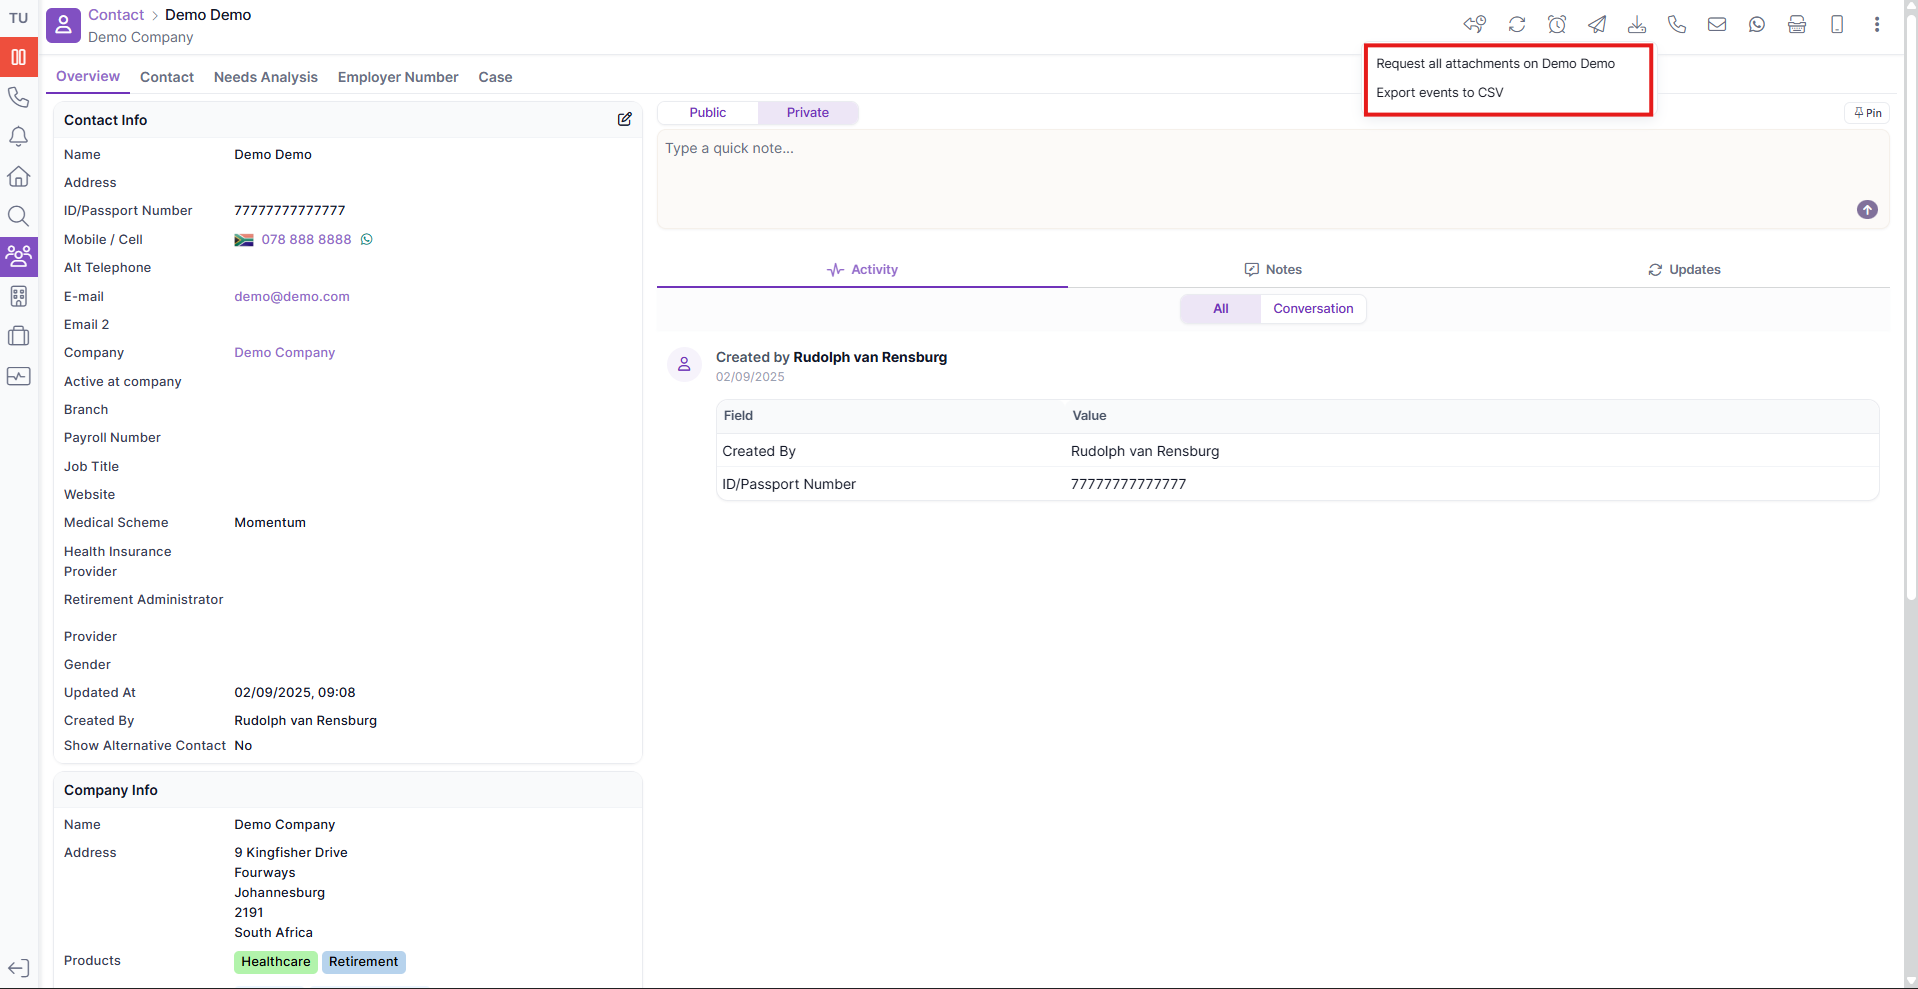 TU
Contact > Demo Demo
Demo Company
Request all attachments on Demo Demo
Export events to CSV
Overview Contact Needs Analysis Employer Number Case
Contact Info
Name Demo Demo
Address
ID/Passport Number 77777777777777
Mobile / Cell 078 888 8888
Alt Telephone
E-mail demo@demo.com
Email 2
Company Demo Company
Active at company
Branch
Payroll Number
Job Title
Website
Medical Scheme Momentum
Health Insurance
Provider
Retirement Administrator
Provider
Gender
Updated At 02/09/2025, 09:08
Created By Rudolph van Rensburg
Show Alternative Contact No
Company Info
Name Demo Company
Address 9 Kingfisher Drive
Fourways
Johannesburg
2191
South Africa
Products Healthcare Retirement
Public Private
Pin
Type a quick note...
Activity Notes Updates
All Conversation
Created by Rudolph van Rensburg
02/09/2025
Field Value
Created By Rudolph van Rensburg
ID/Passport Number 77777777777777